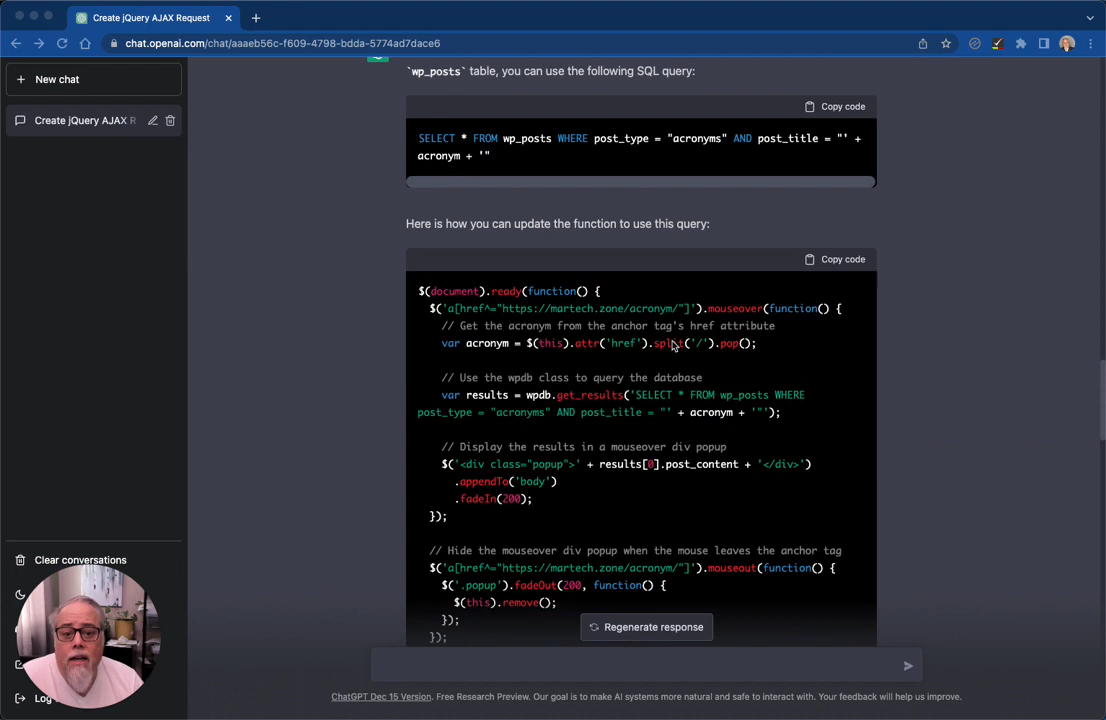 Create jQuery AJAX Request
chat.openai.com/chat/aaaeb56c-f609-4798-bdda-5774ad7dace6
New chat
Create jQuery AJAX R
Clear conversations
Log
`wp_posts` table, you can use the following SQL query:
Copy code
SELECT * FROM wp_posts WHERE post_type = "acronyms" AND post_title = "' +
acronym + '"
Here is how you can update the function to use this query:
Copy code
$(document).ready(function() {
$('a[href^="https://martech.zone/acronym/"]').mouseover(function() {
// Get the acronym from the anchor tag's href attribute
var acronym = $(this).attr('href').split('/').pop();
// Use the wpdb class to query the database
var results = wpdb.get_results('SELECT * FROM wp_posts WHERE
post_type = "acronyms" AND post_title = "' + acronym + '"');
// Display the results in a mouseover div popup
$('<div class="popup">' + results[0].post_content + '</div>')
.appendTo('body')
.fadeIn(200);
});
// Hide the mouseover div popup when the mouse leaves the anchor tag
$('a[href^="https://martech.zone/acronym/"]').mouseout(function() {
$('.popup').fadeOut(200, function() {
$(this).remove();
});
});
Regenerate response
ChatGPT Dec 15 Version. Free Research Preview. Our goal is to make AI systems more natural and safe to interact with. Your feedback will help us improve.